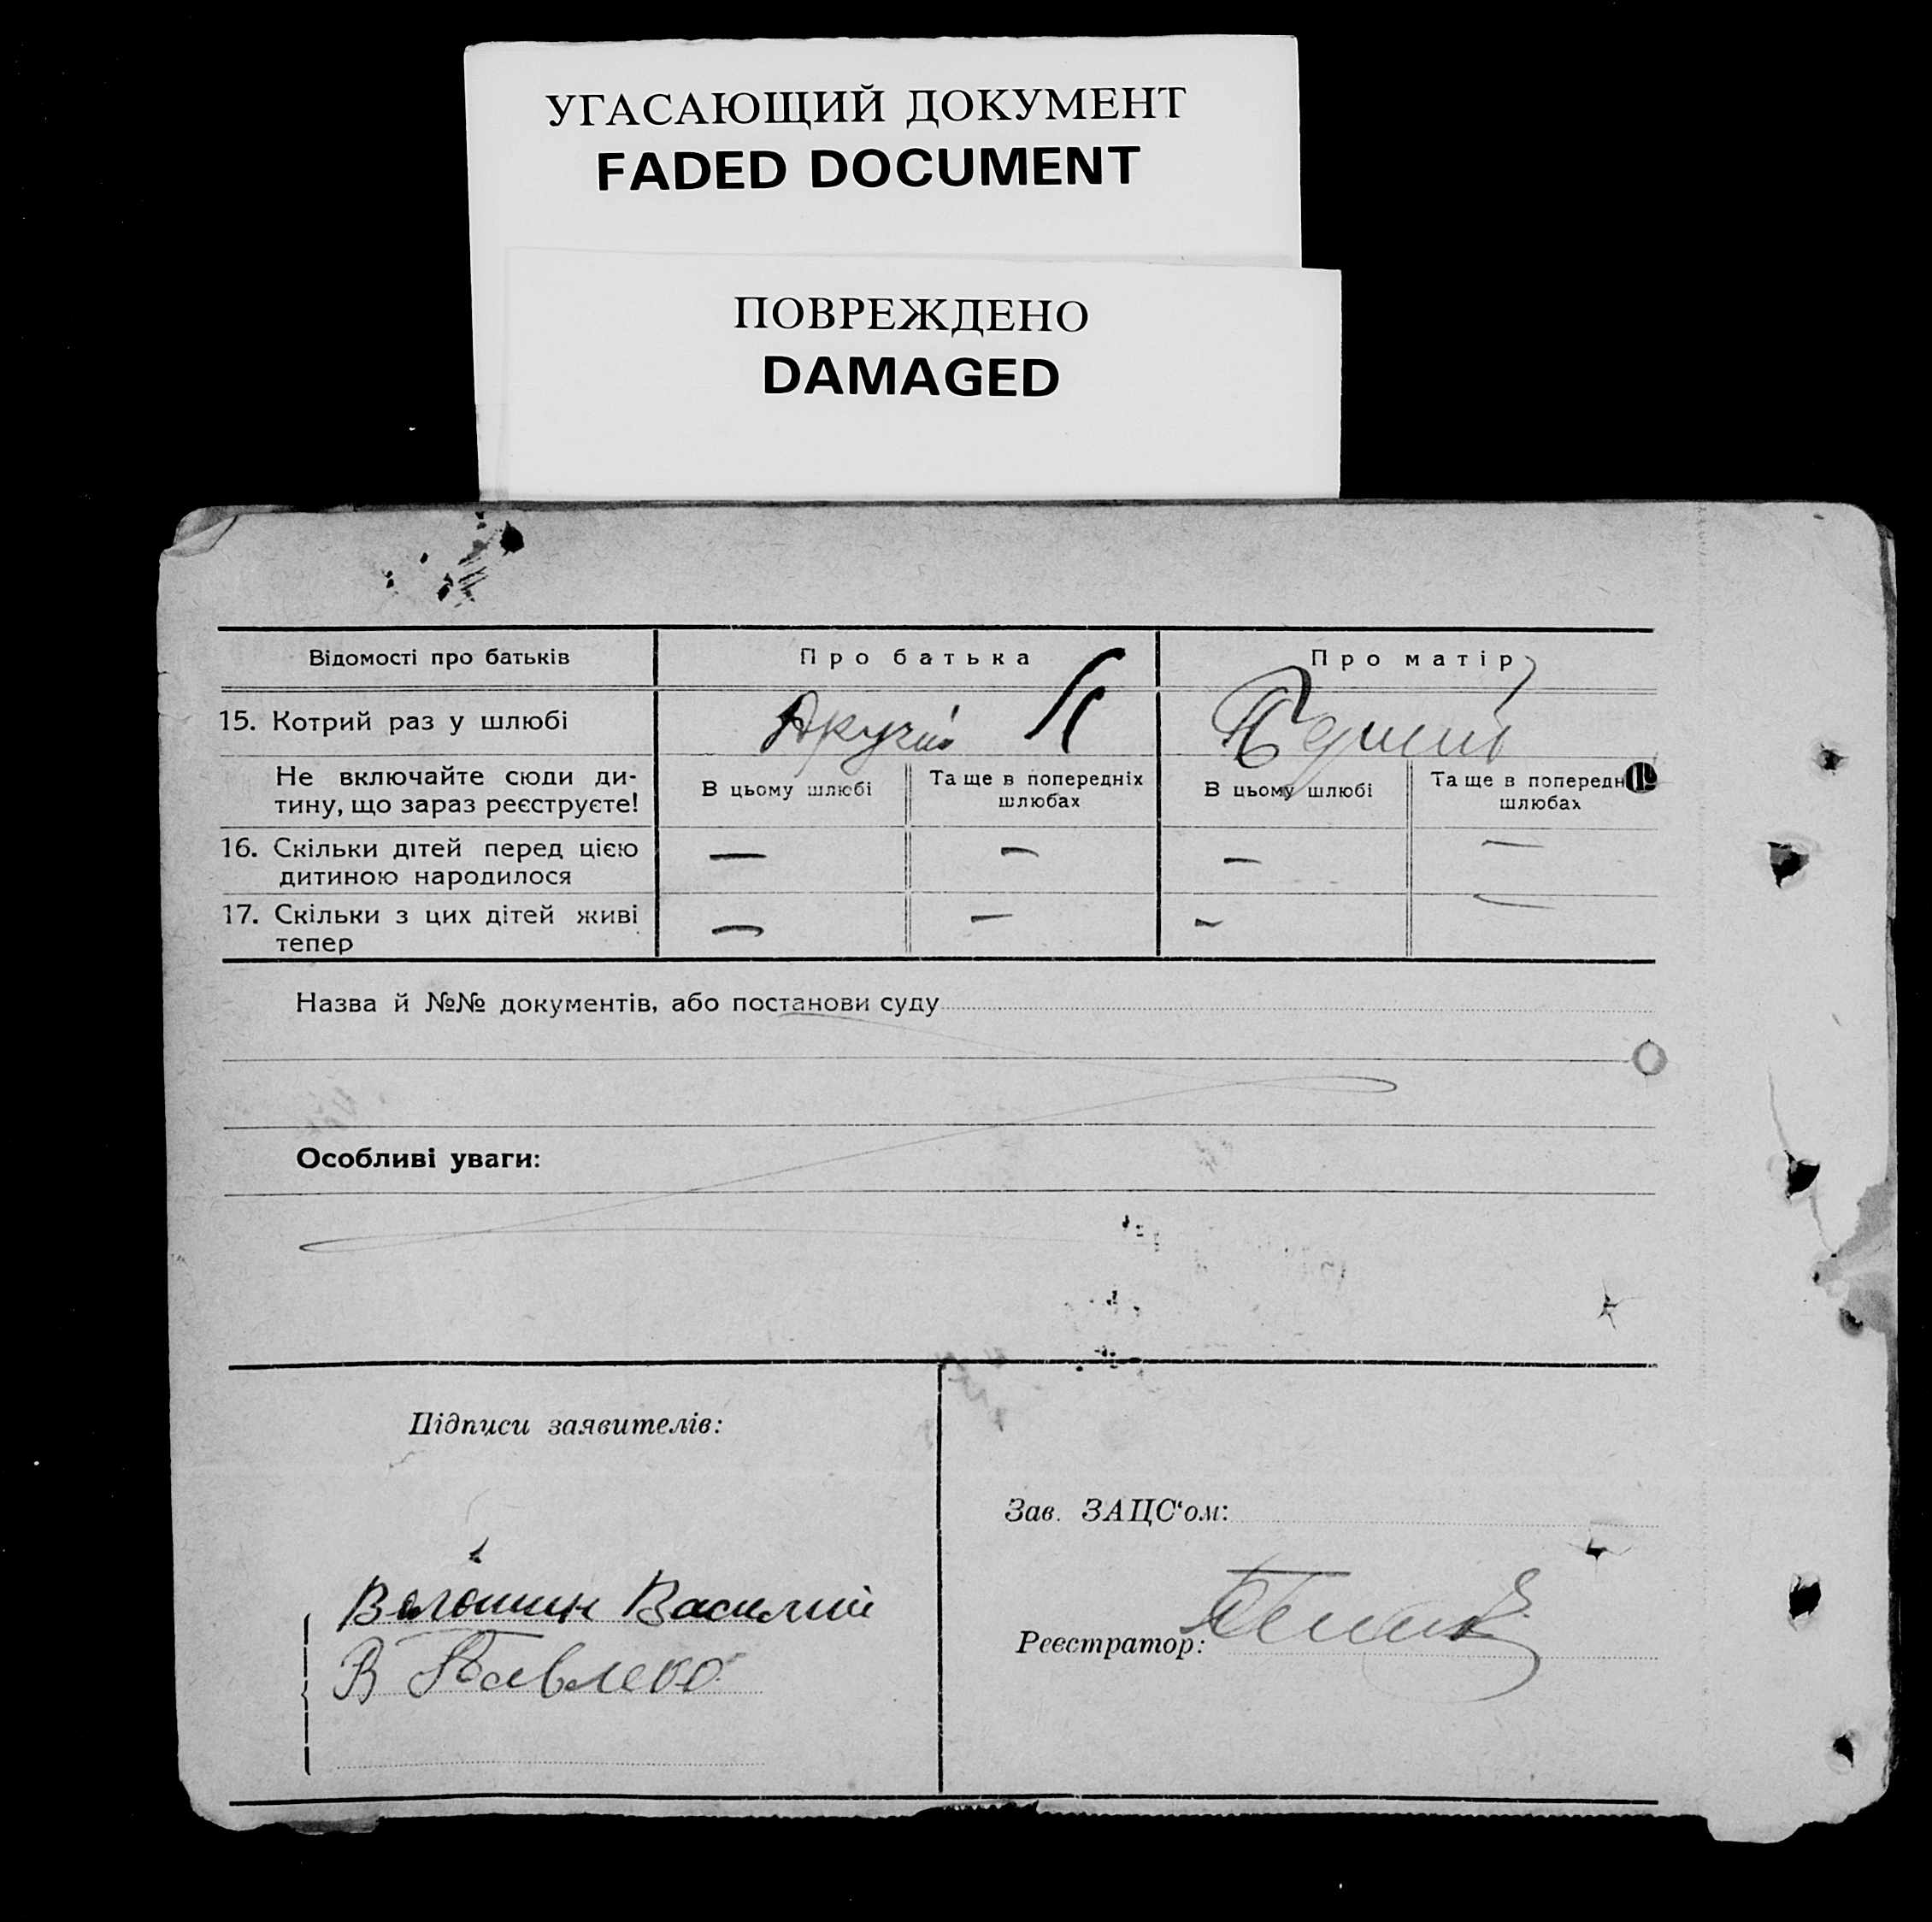 УГАСАЮЩИЙ ДОКУМЕНТ
FADED DOCUMENT
ПОВРЕЖДЕНО
DAMAGED
Відомості про батьків
Про батька
Про матір
15. Котрий раз у шлюбі
Другий
Перший
Не включайте сюди ди-
тину, що зараз реєструєте!
В цьому шлюбі
Та ще в попередніх
шлюбах
В цьому шлюбі
Та ще в попередн
шлюбах
16. Скільки дітей перед цією
дитиною народилося
— — — —
17. Скільки з цих дітей живі
тепер
— — — —
Назва й №№ документів, або постанови суду
Особливі уваги:
Підписи заявителів:
Зав. ЗАЦС‘ом:
Волошин Василий
Реєстратор:
В